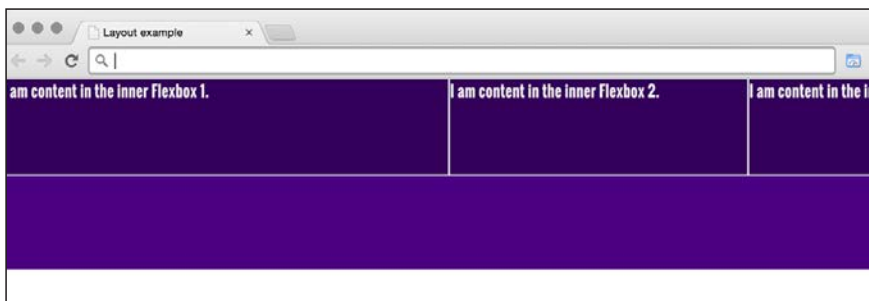 Layout example
am content in the inner Flexbox 1.
I am content in the inner Flexbox 2.
I am content in the i